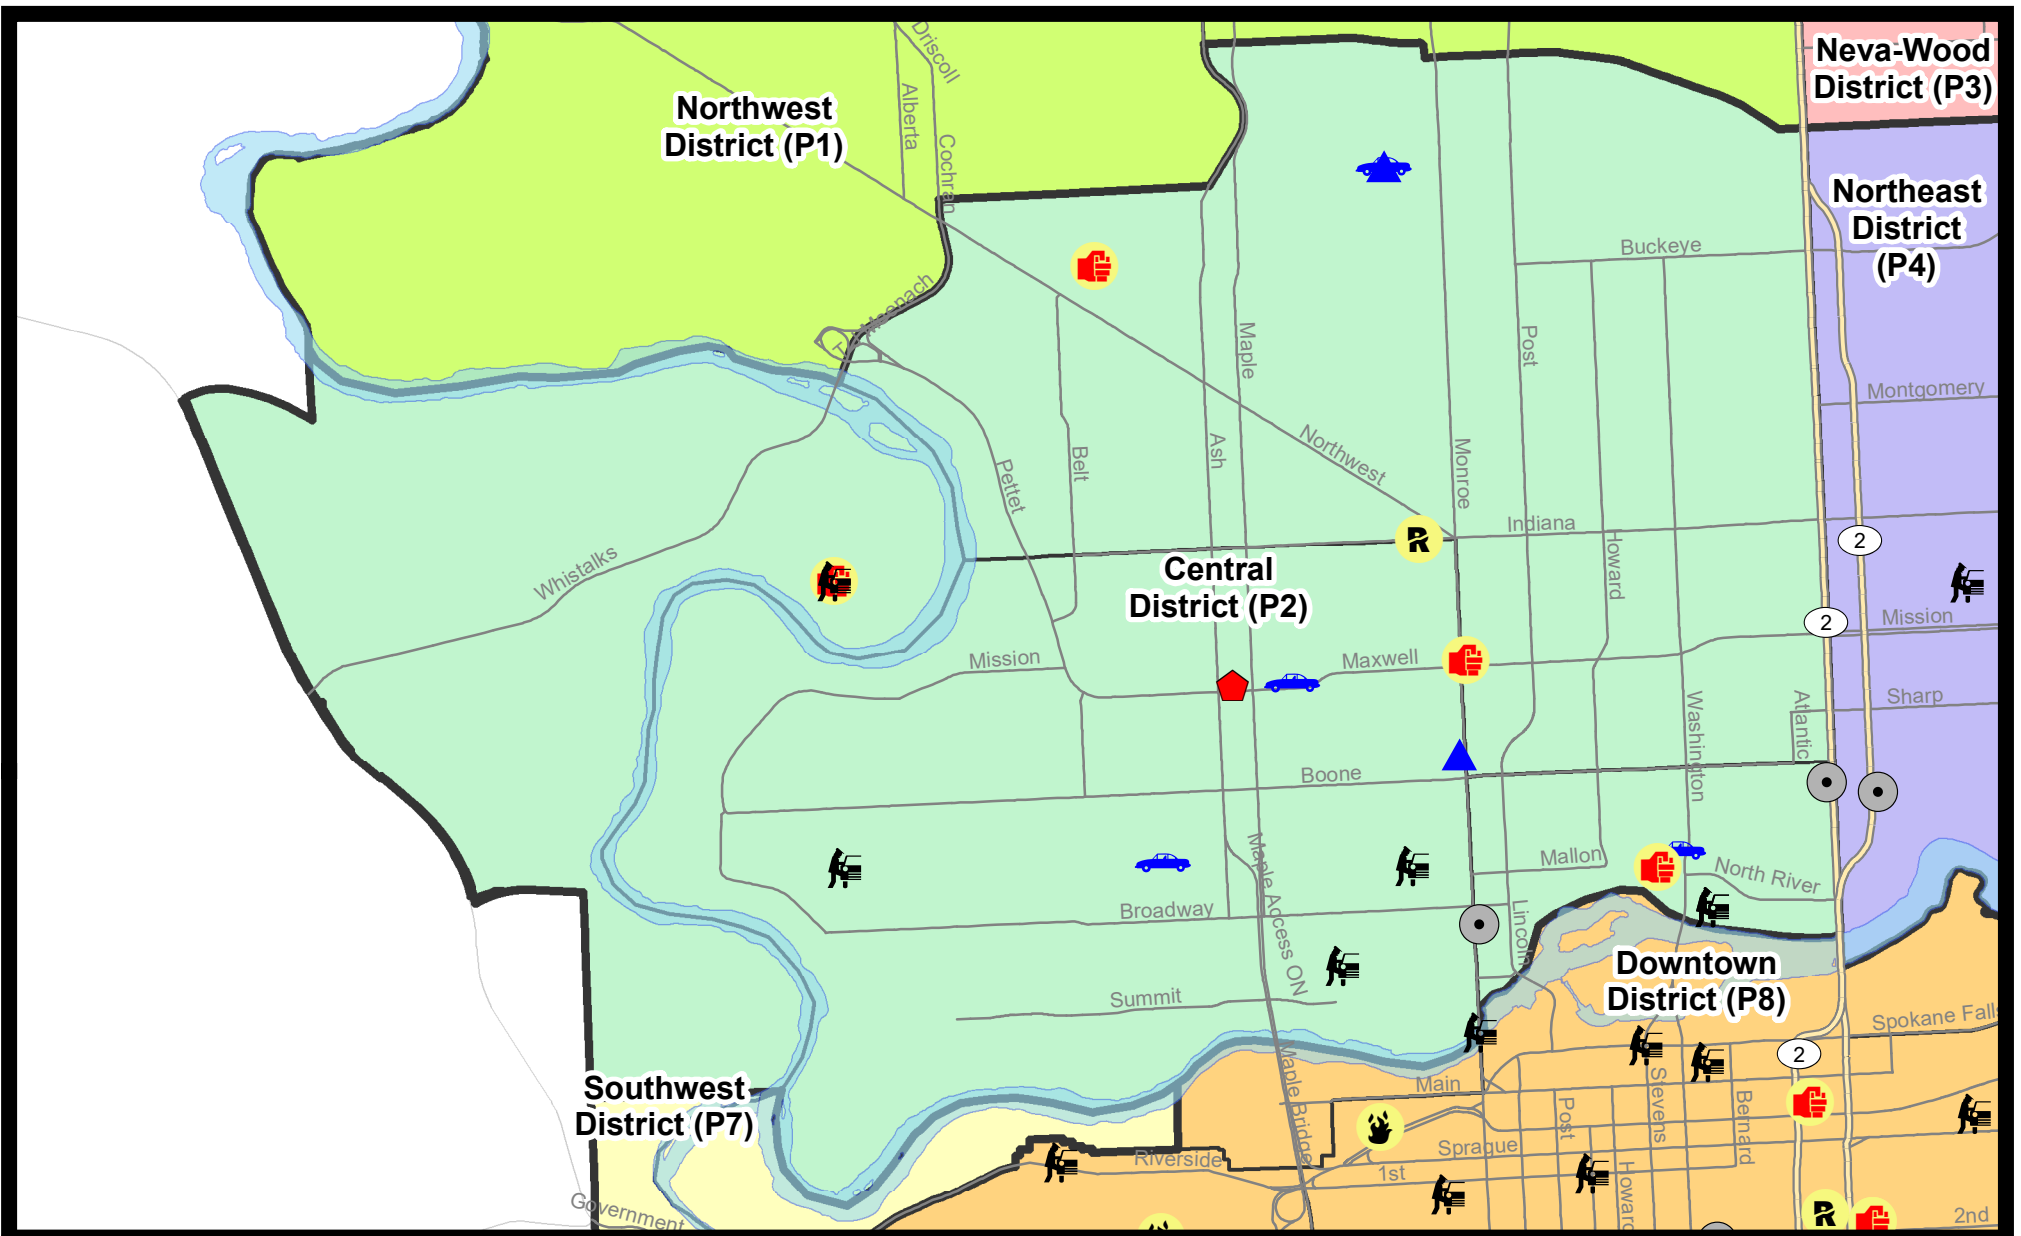 Driscoll
Neva-Wood
District (P3)
Northwest
District (P1)
Alberta
Cochran
Northeast
District
(P4)
Buckeye
Maple
Post
Montgomery
Northwest
Ash
Belt
Pettet
Monroe
Indiana
Howard
2
Whistalks
Central
District (P2)
2
Mission
Mission
Maxwell
Sharp
Atlantic
Washington
Boone
Mallon
North River
Maple Access ON
Broadway
Lincoln
Summit
Downtown
District (P8)
Spokane Falls
2
Maple Bridge
Main
Southwest
District (P7)
Post
Stevens
Bernard
Riverside
Sprague
1st
Howard
Government
2nd